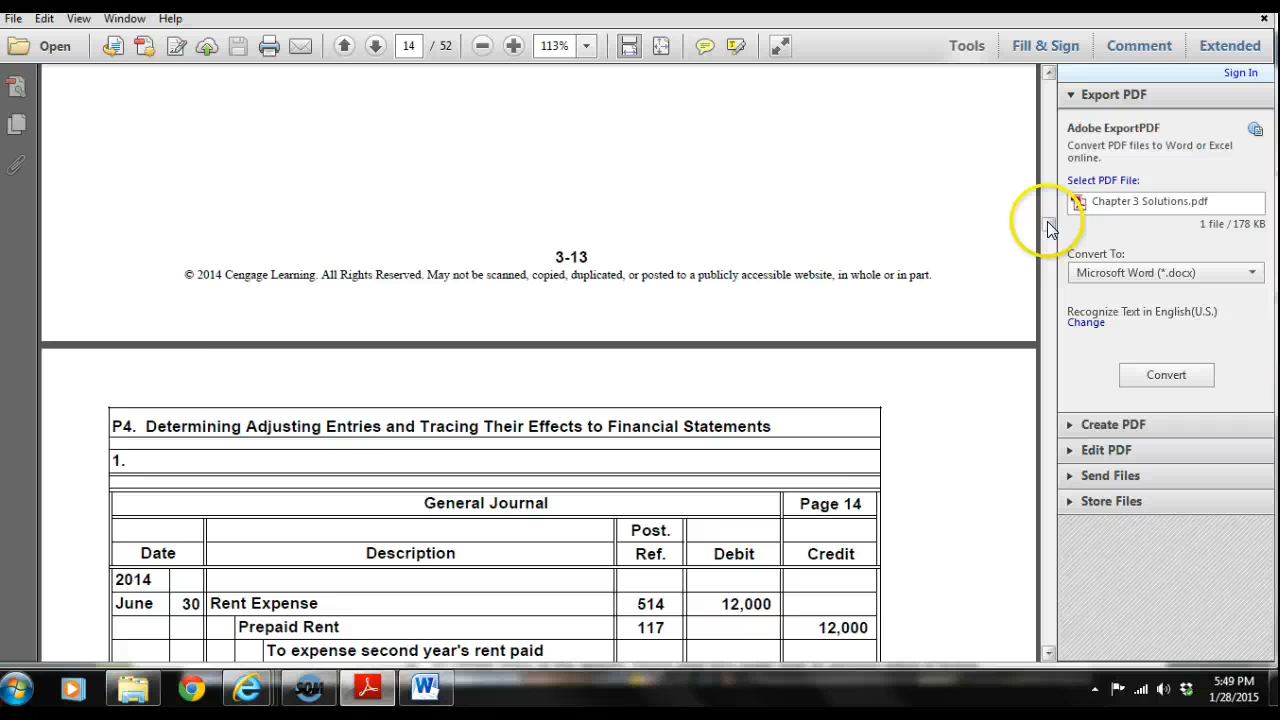 File Edit View Window Help
Open 14 / 52 113% Tools Fill & Sign Comment Extended
Sign In
Export PDF
Adobe ExportPDF
Convert PDF files to Word or Excel
online.
Select PDF File:
Chapter 3 Solutions.pdf
1 file / 178 KB
Convert To:
Microsoft Word (*.docx)
Recognize Text in English(U.S.)
Change
Convert
Create PDF
Edit PDF
Send Files
Store Files
3-13
© 2014 Cengage Learning. All Rights Reserved. May not be scanned, copied, duplicated, or posted to a publicly accessible website, in whole or in part.
P4. Determining Adjusting Entries and Tracing Their Effects to Financial Statements
1.
General Journal Page 14
Post.
Date Description Ref. Debit Credit
2014
June 30 Rent Expense 514 12,000
Prepaid Rent 117 12,000
To expense second year's rent paid
SOM
5:49 PM
1/28/2015